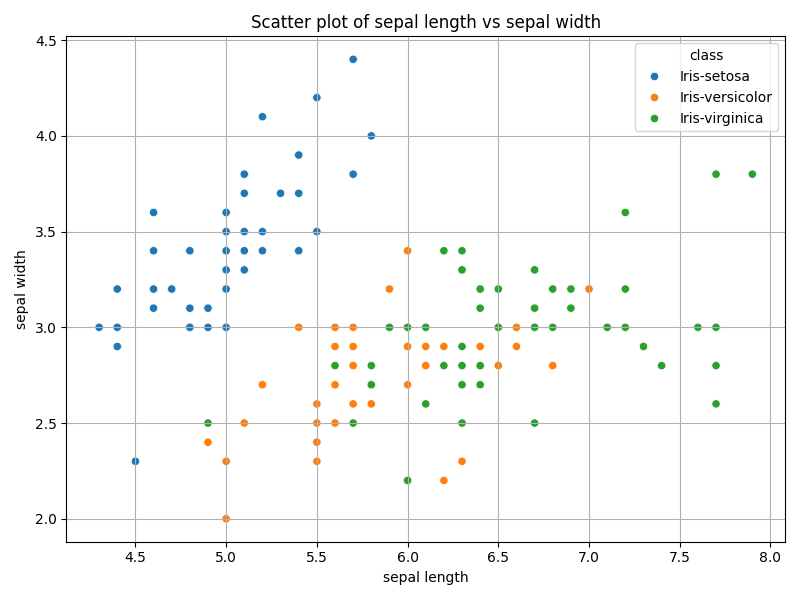 Scatter plot of sepal length vs sepal width
class
Iris-setosa
Iris-versicolor
Iris-virginica
4.5
4.0
3.5
3.0
2.5
2.0
sepal width
4.5 5.0 5.5 6.0 6.5 7.0 7.5 8.0
sepal length